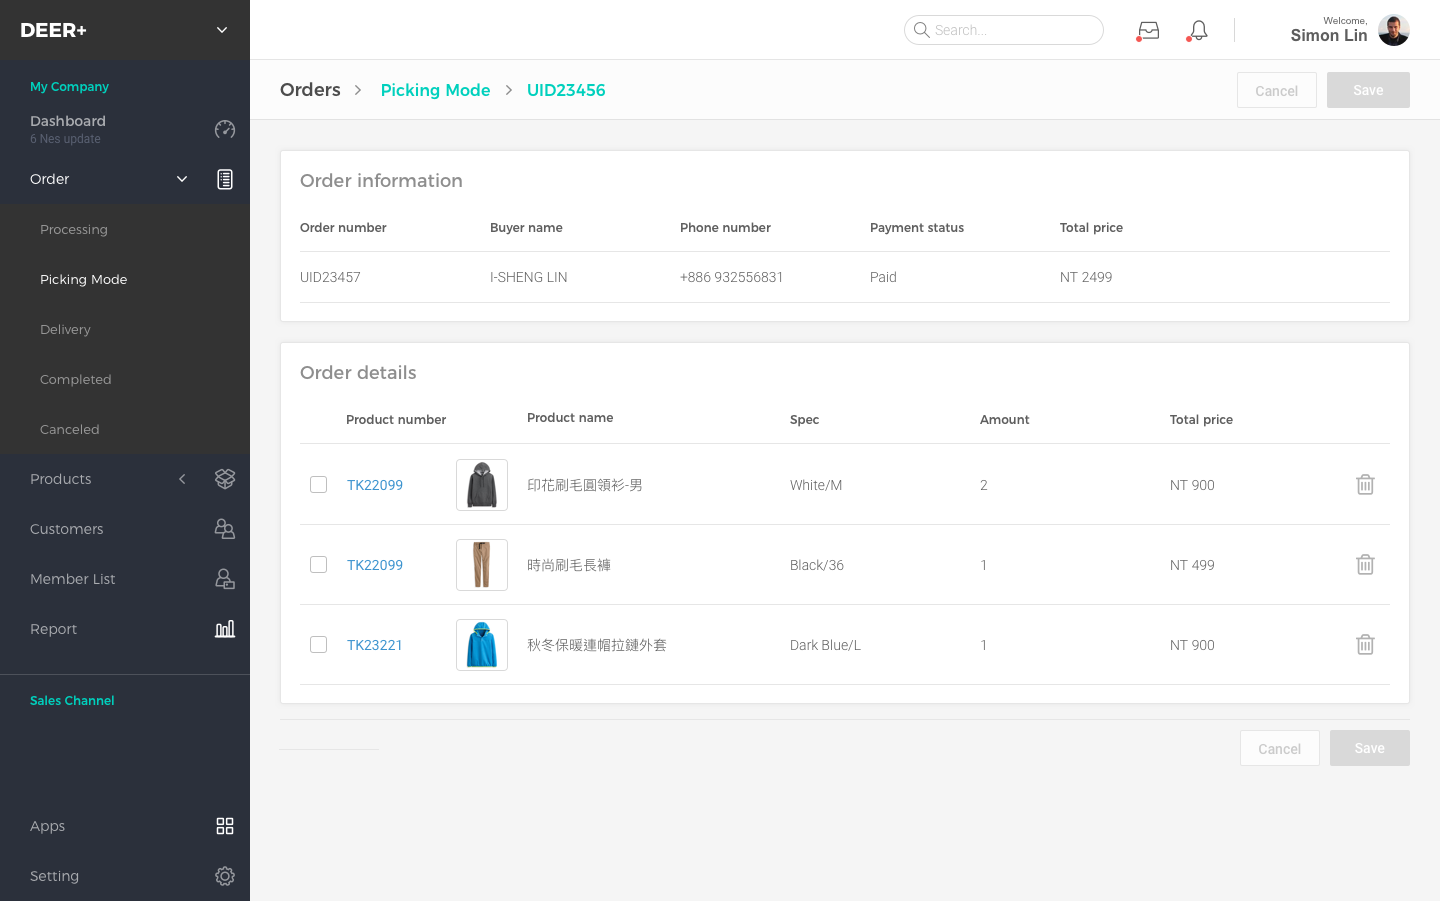 DEER+
Search...
Welcome,
Simon Lin
My Company
Dashboard
6 Nes update
Order
Processing
Picking Mode
Delivery
Completed
Canceled
Products
Customers
Member List
Report
Sales Channel
Apps
Setting
Orders > Picking Mode > UID23456
Cancel Save
Order information
Order number Buyer name Phone number Payment status Total price
UID23457 I-SHENG LIN +886 932556831 Paid NT 2499
Order details
Product number Product name Spec Amount Total price
TK22099 印花刷毛圓領衫-男 White/M 2 NT 900
TK22099 時尚刷毛長褲 Black/36 1 NT 499
TK23221 秋冬保暖連帽拉鏈外套 Dark Blue/L 1 NT 900
Cancel Save